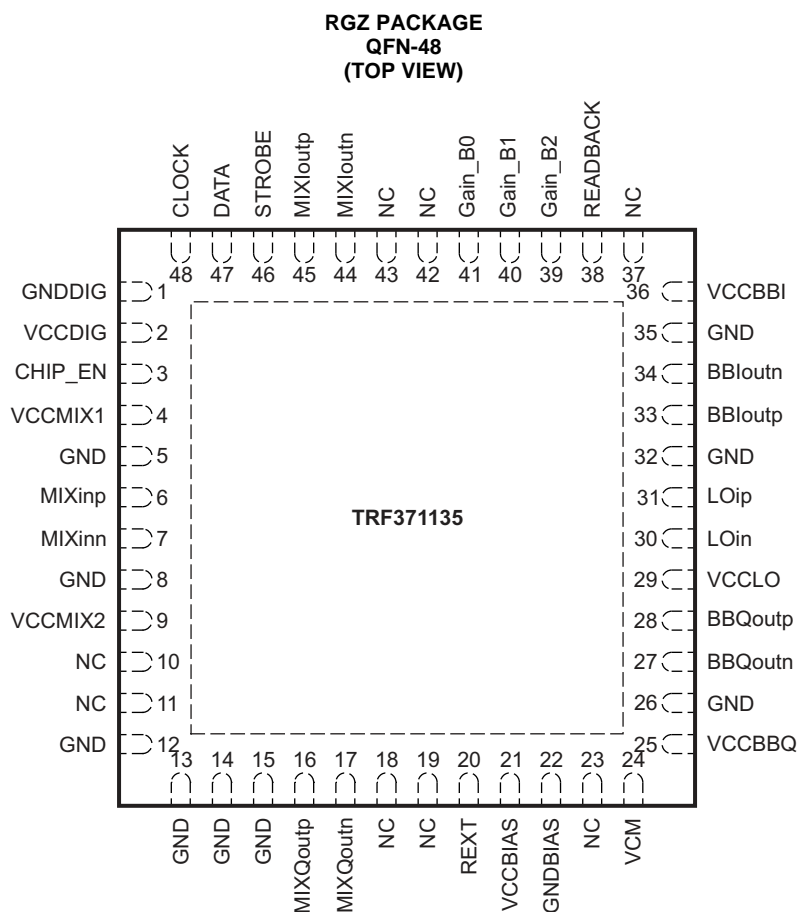 RGZ PACKAGE
QFN-48
(TOP VIEW)
CLOCK
DATA
STROBE
MIXIoutp
MIXIoutn
NC
NC
Gain_B0
Gain_B1
Gain_B2
READBACK
NC
48 47 46 45 44 43 42 41 40 39 38 37
GNDDIG 1
VCCDIG 2
CHIP_EN 3
VCCMIX1 4
GND 5
MIXinp 6
MIXinn 7
GND 8
VCCMIX2 9
NC 10
NC 11
GND 12
TRF371135
36 VCCBBI
35 GND
34 BBIoutn
33 BBIoutp
32 GND
31 LOip
30 LOin
29 VCCLO
28 BBQoutp
27 BBQoutn
26 GND
25 VCCBBQ
13 14 15 16 17 18 19 20 21 22 23 24
GND
GND
GND
MIXQoutp
MIXQoutn
NC
NC
REXT
VCCBIAS
GNDBIAS
NC
VCM